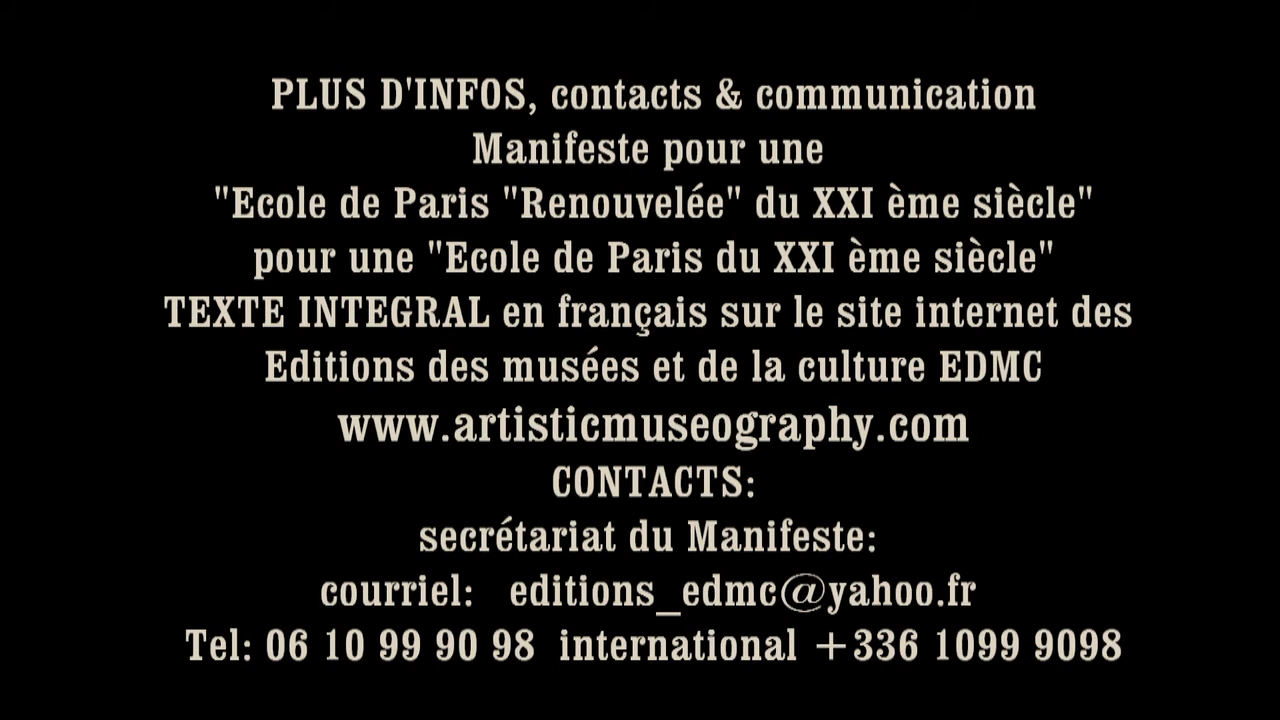 PLUS D'INFOS, contacts & communication
Manifeste pour une
"Ecole de Paris "Renouvelée" du XXI ème siècle"
pour une "Ecole de Paris du XXI ème siècle"
TEXTE INTEGRAL en français sur le site internet des
Editions des musées et de la culture EDMC
www.artisticmuseography.com
CONTACTS:
secrétariat du Manifeste:
courriel:   editions_edmc@yahoo.fr
Tel: 06 10 99 90 98  international +336 1099 9098